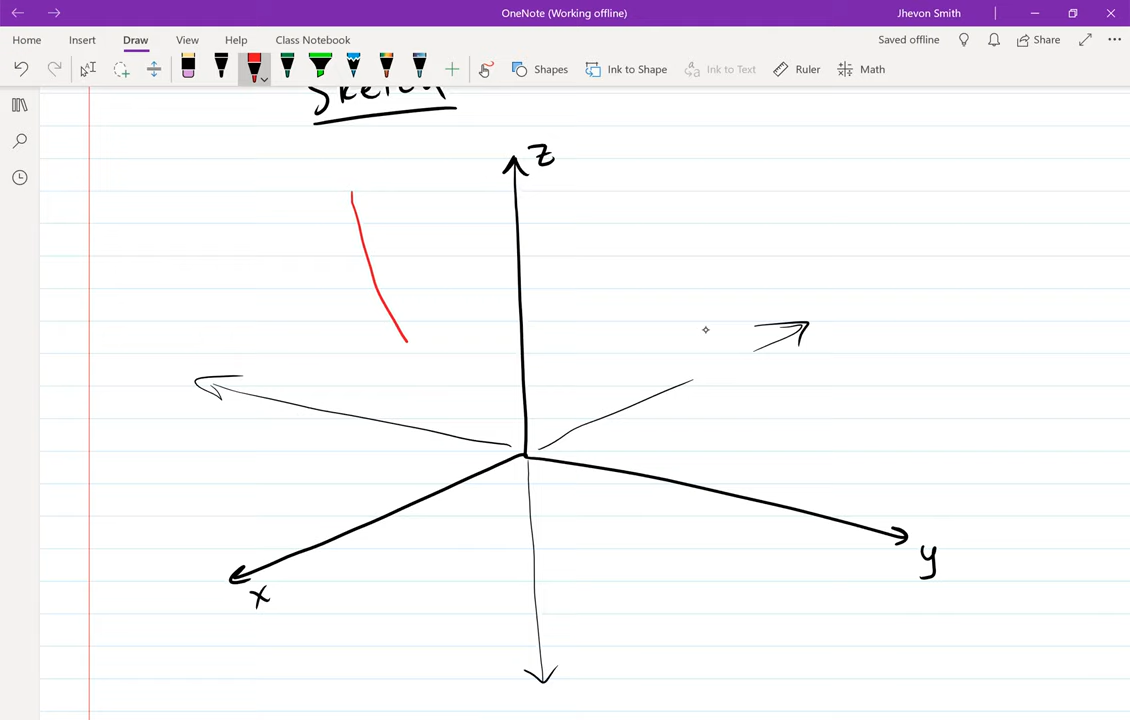 OneNote (Working offline)
Jhevon Smith
Home Insert Draw View Help Class Notebook
Saved offline
Share
Shapes
Ink to Shape
Ink to Text
Ruler
Math
Sketch
z
y
x